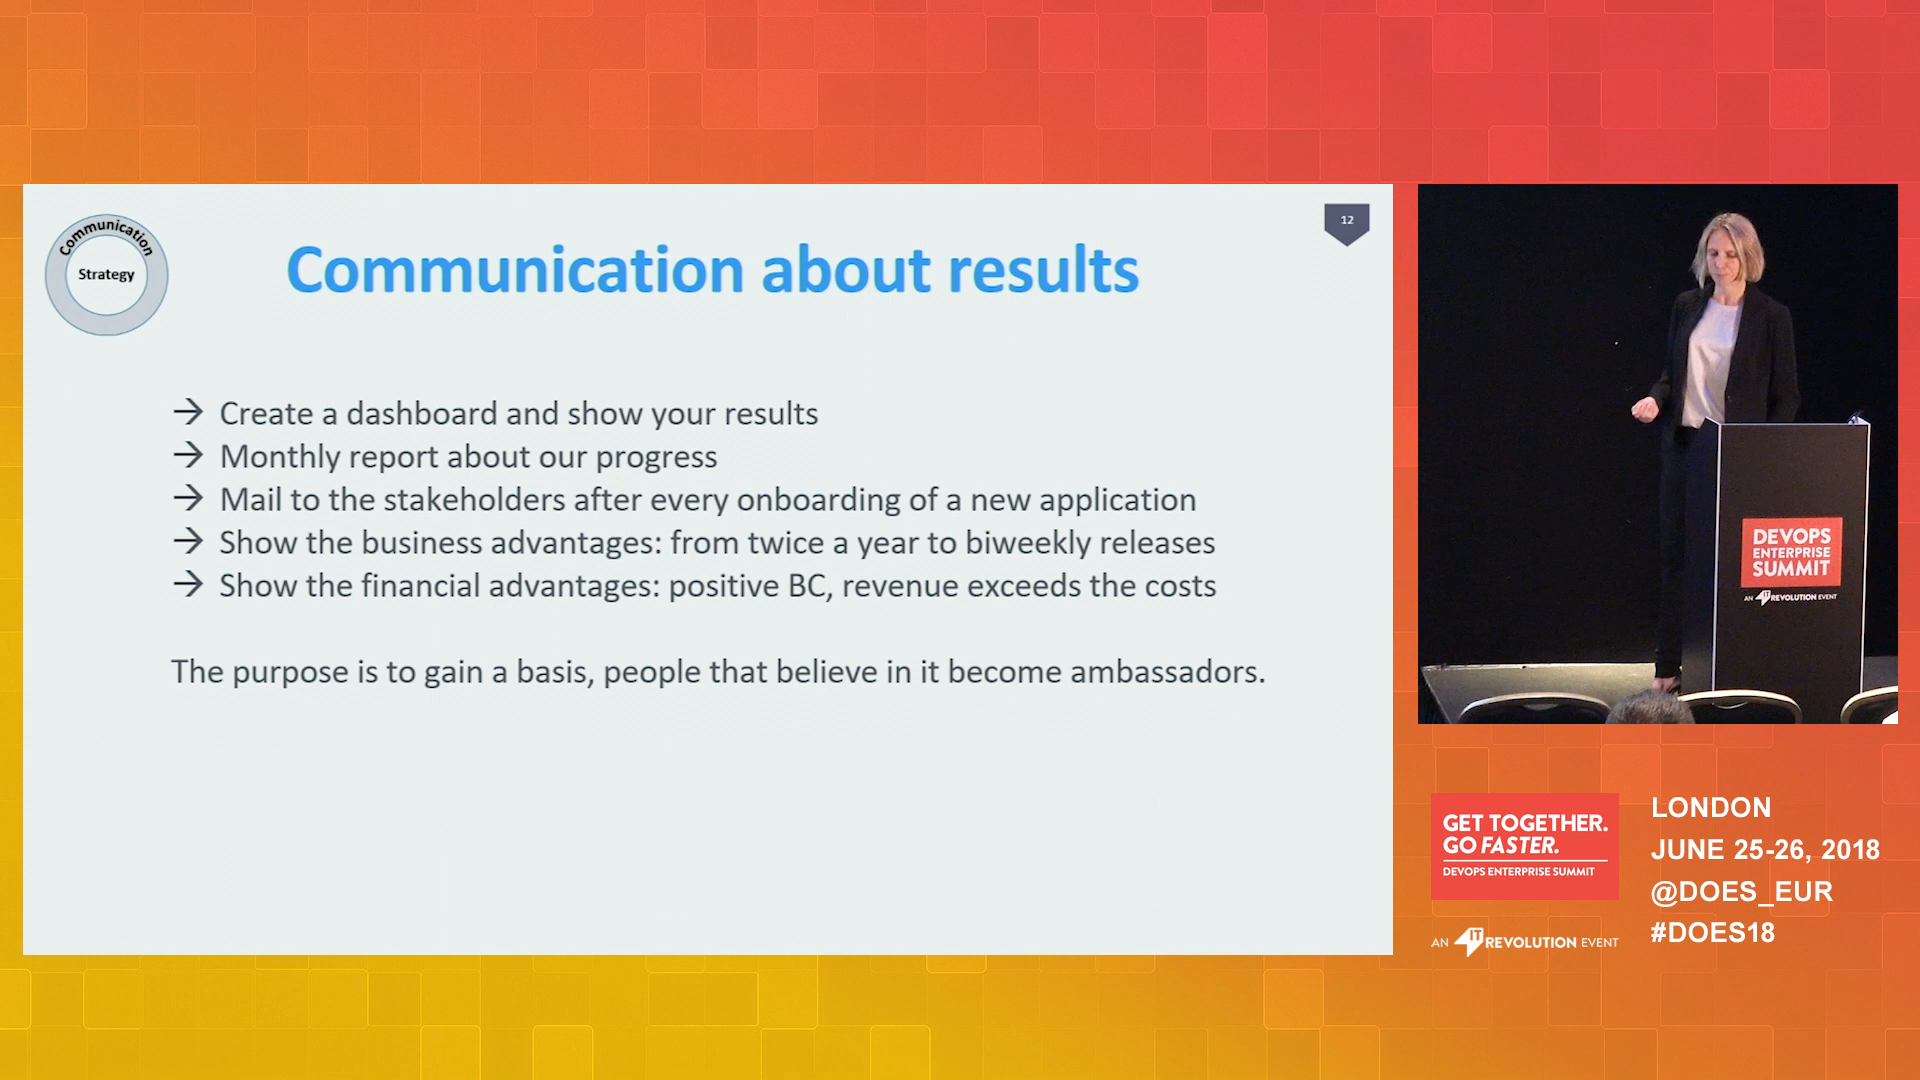 Communication
Strategy
12
Communication about results
→ Create a dashboard and show your results
→ Monthly report about our progress
→ Mail to the stakeholders after every onboarding of a new application
→ Show the business advantages: from twice a year to biweekly releases
→ Show the financial advantages: positive BC, revenue exceeds the costs
The purpose is to gain a basis, people that believe in it become ambassadors.
DEVOPS
ENTERPRISE
SUMMIT
AN IT REVOLUTION EVENT
GET TOGETHER.
GO FASTER.
DEVOPS ENTERPRISE SUMMIT
AN IT REVOLUTION EVENT
LONDON
JUNE 25-26, 2018
@DOES_EUR
#DOES18